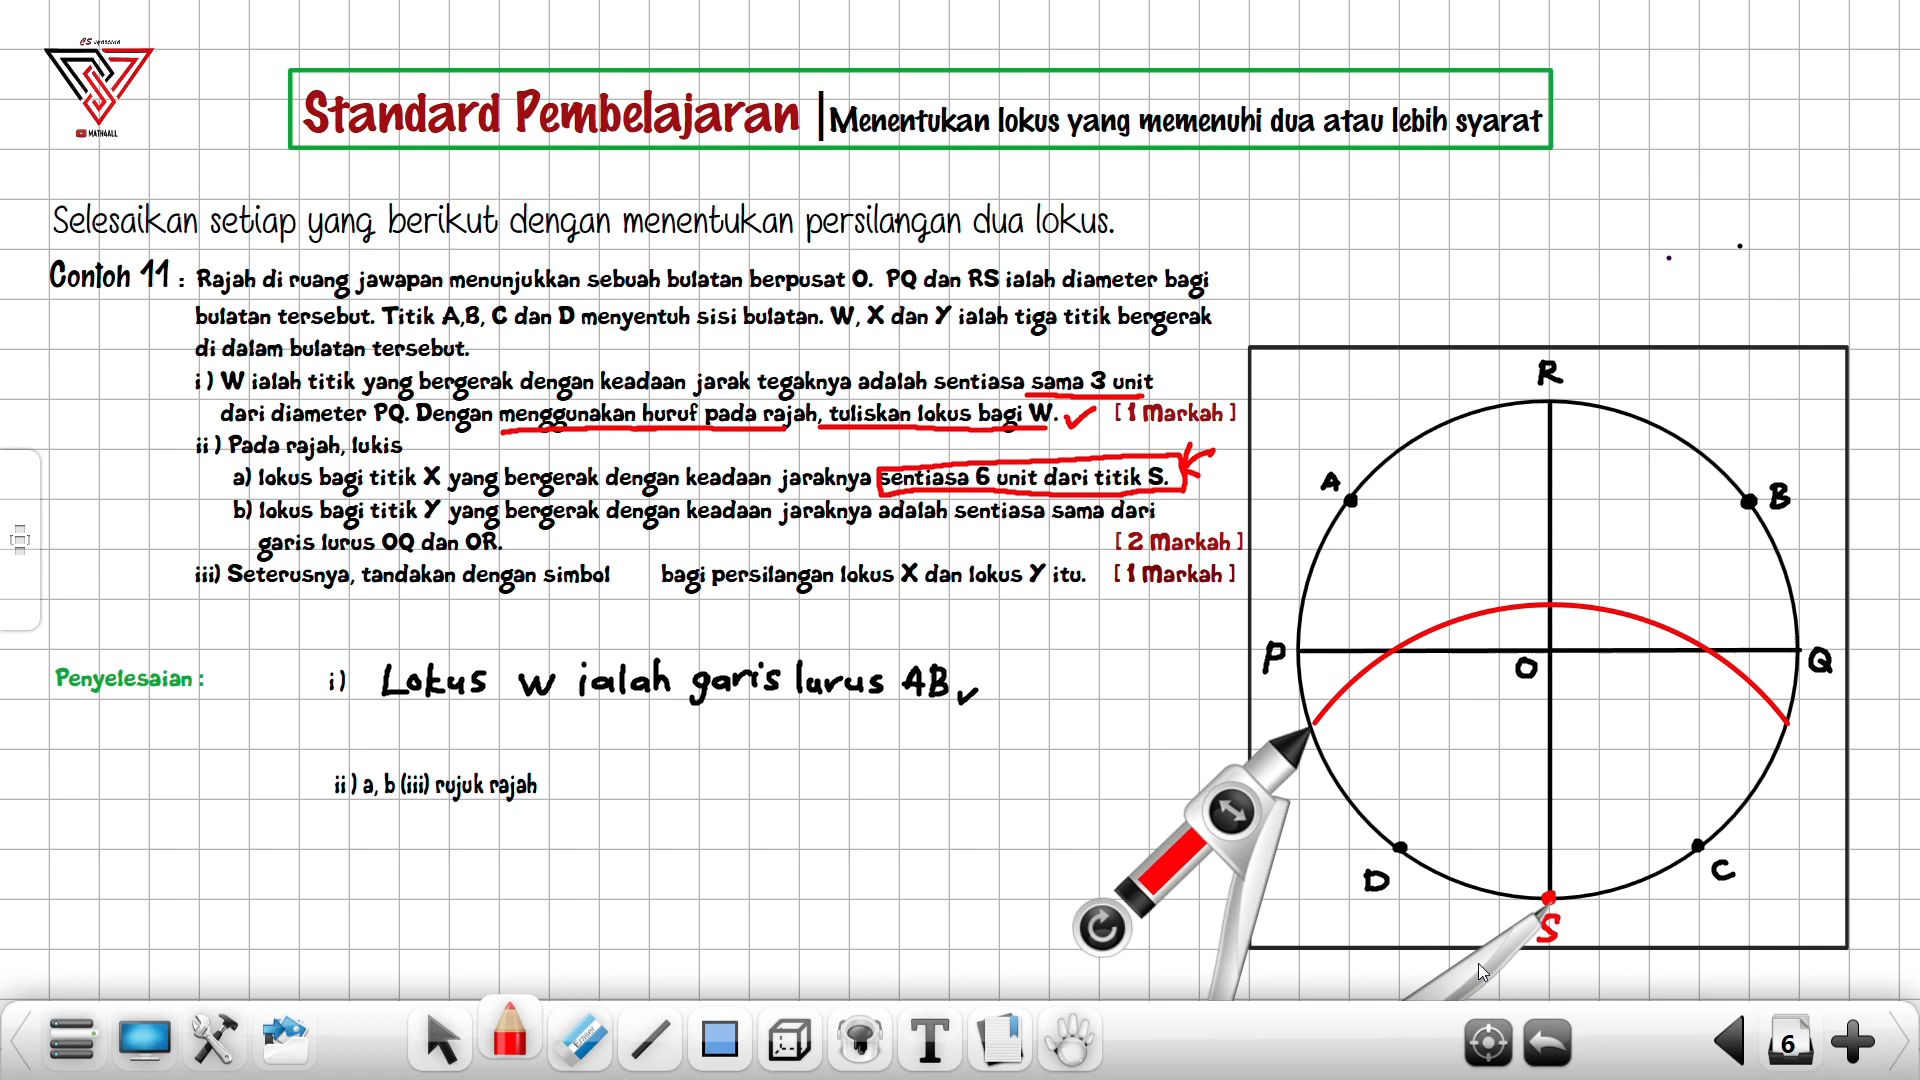 CS
MATH4ALL
Standard Pembelajaran | Menentukan lokus yang memenuhi dua atau lebih syarat
Selesaikan setiap yang berikut dengan menentukan persilangan dua lokus.
Contoh 11 : Rajah di ruang jawapan menunjukkan sebuah bulatan berpusat O. PQ dan RS ialah diameter bagi
bulatan tersebut. Titik A,B, C dan D menyentuh sisi bulatan. W, X dan Y ialah tiga titik bergerak
di dalam bulatan tersebut.
i ) W ialah titik yang bergerak dengan keadaan jarak tegaknya adalah sentiasa sama 3 unit
dari diameter PQ. Dengan menggunakan huruf pada rajah, tuliskan lokus bagi W. [ 1 Markah ]
ii ) Pada rajah, lukis
a) lokus bagi titik X yang bergerak dengan keadaan jaraknya sentiasa 6 unit dari titik S.
b) lokus bagi titik Y yang bergerak dengan keadaan jaraknya adalah sentiasa sama dari
garis lurus OQ dan OR. [ 2 Markah ]
iii) Seterusnya, tandakan dengan simbol bagi persilangan lokus X dan lokus Y itu. [ 1 Markah ]
R
A
B
P
O
Q
D
C
S
Penyelesaian : i ) Lokus W ialah garis lurus AB
ii ) a, b (iii) rujuk rajah
Eraser
T
6